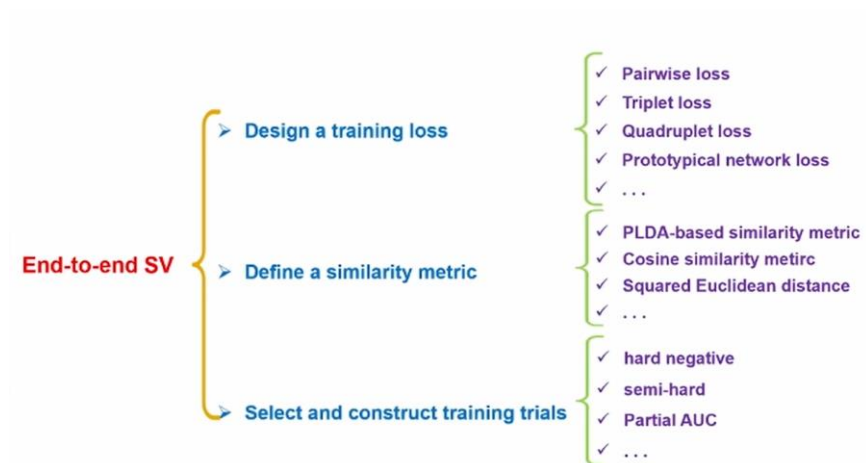 End-to-end SV
Design a training loss
Pairwise loss
Triplet loss
Quadruplet loss
Prototypical network loss
. . .
Define a similarity metric
PLDA-based similarity metric
Cosine similarity metirc
Squared Euclidean distance
. . .
Select and construct training trials
hard negative
semi-hard
Partial AUC
. . .